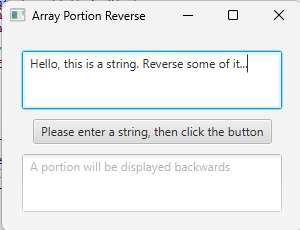 Array Portion Reverse
Hello, this is a string. Reverse some of it...
Please enter a string, then click the button
A portion will be displayed backwards